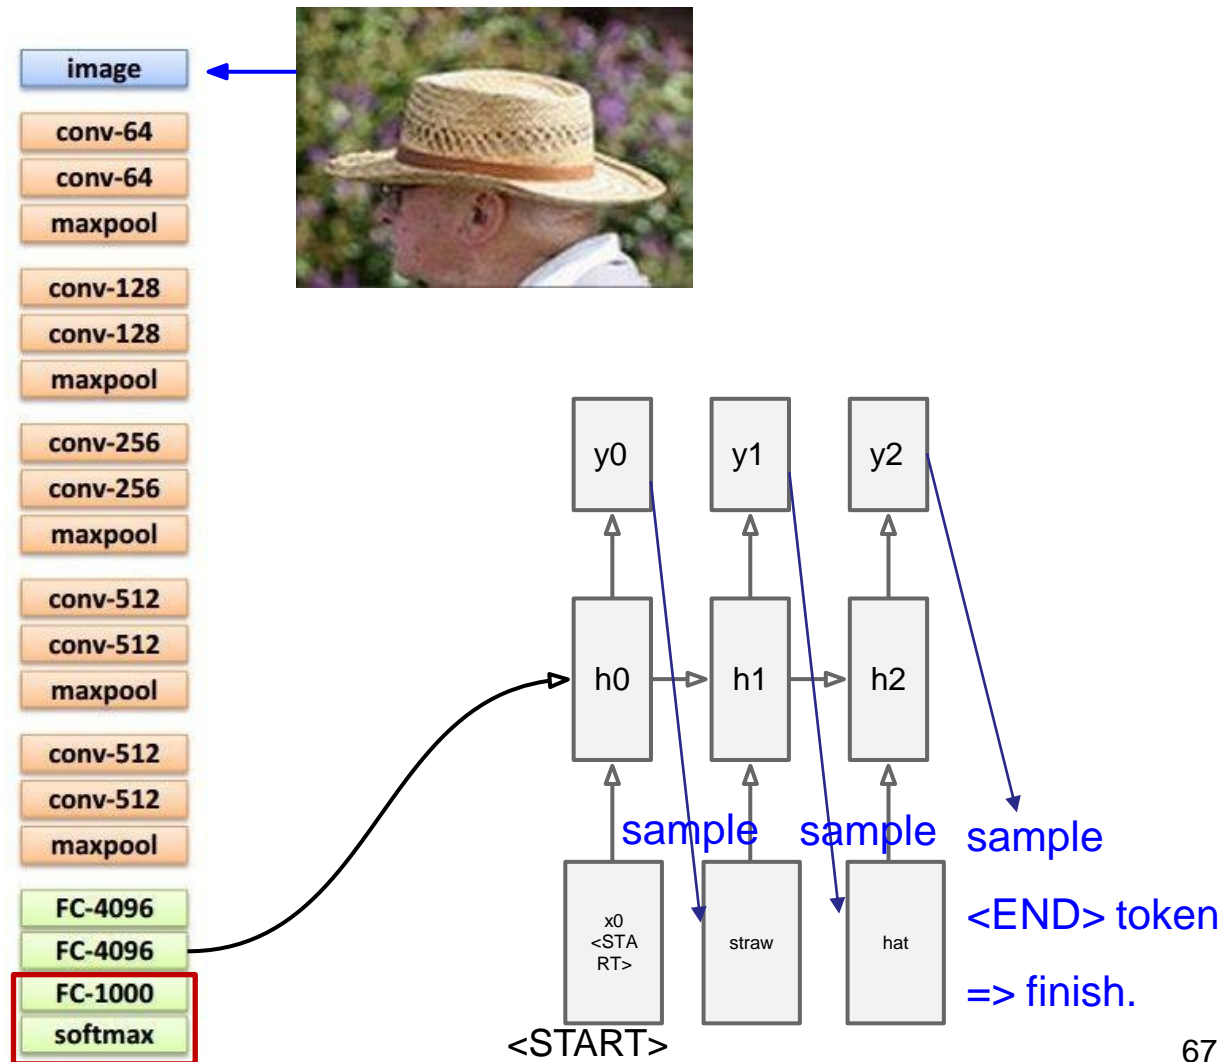 image
conv-64
conv-64
maxpool
conv-128
conv-128
maxpool
conv-256
conv-256
maxpool
conv-512
conv-512
maxpool
conv-512
conv-512
maxpool
FC-4096
FC-4096
FC-1000
softmax
y0
y1
y2
h0
h1
h2
sample
sample
sample
x0
<STA
RT>
straw
hat
<END> token
=> finish.
<START>
67